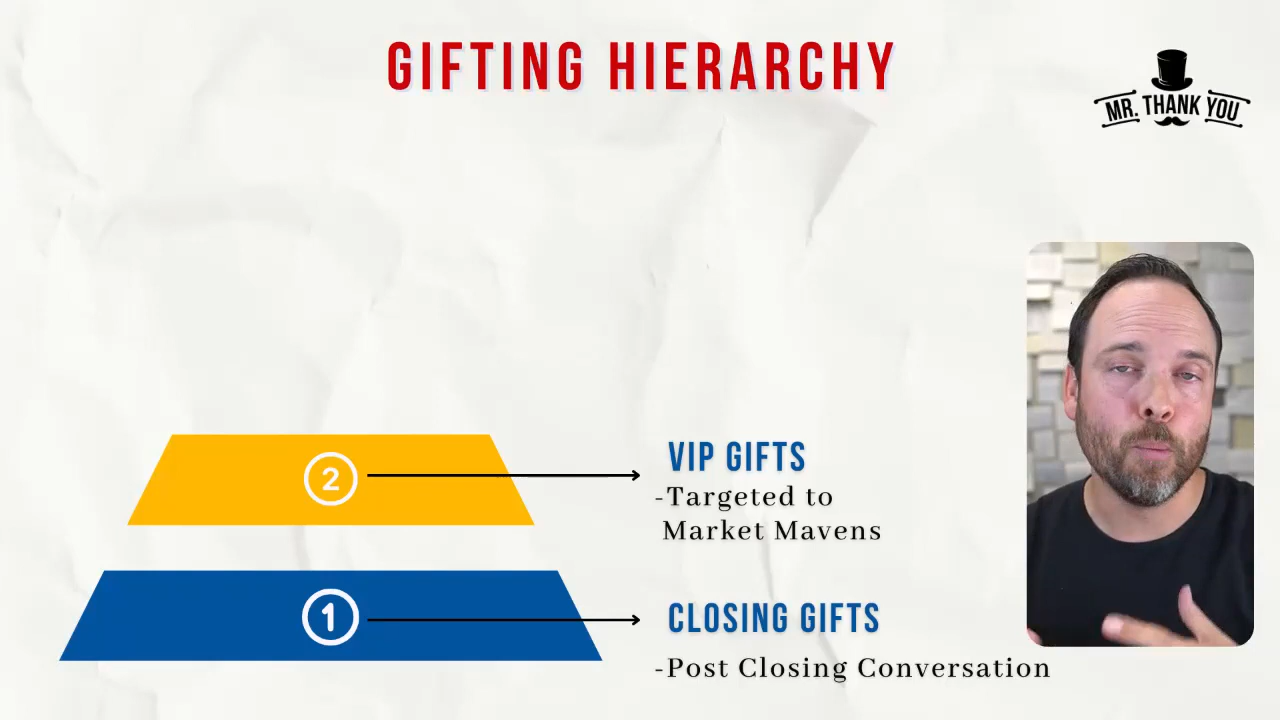 GIFTING HIERARCHY
MR. THANK YOU
2
VIP GIFTS
-Targeted to
Market Mavens
1
CLOSING GIFTS
-Post Closing Conversation